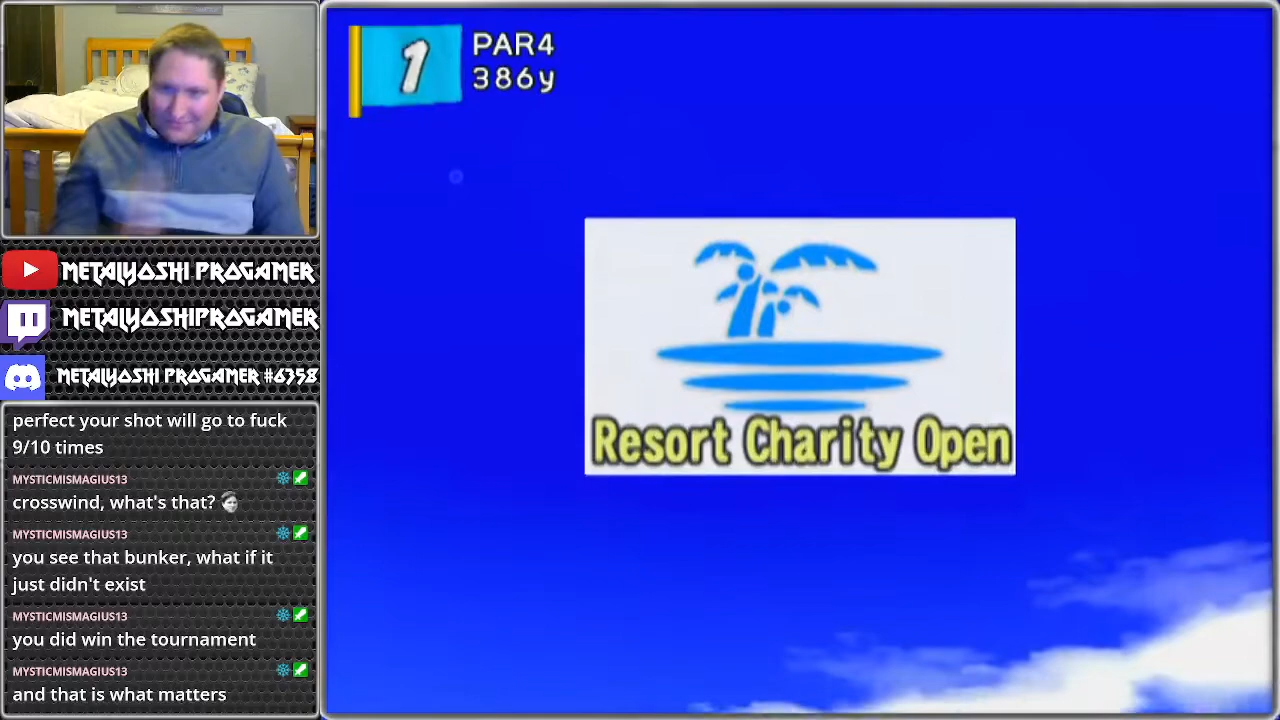 1
PAR4
386y
Resort Charity Open
METALYOSHI PROGAMER
METALYOSHIPROGAMER
METALYOSHI PROGAMER #6358
perfect your shot will go to fuck
9/10 times
MYSTICMISMAGIUS13
crosswind, what's that?
MYSTICMISMAGIUS13
you see that bunker, what if it
just didn't exist
MYSTICMISMAGIUS13
you did win the tournament
MYSTICMISMAGIUS13
and that is what matters